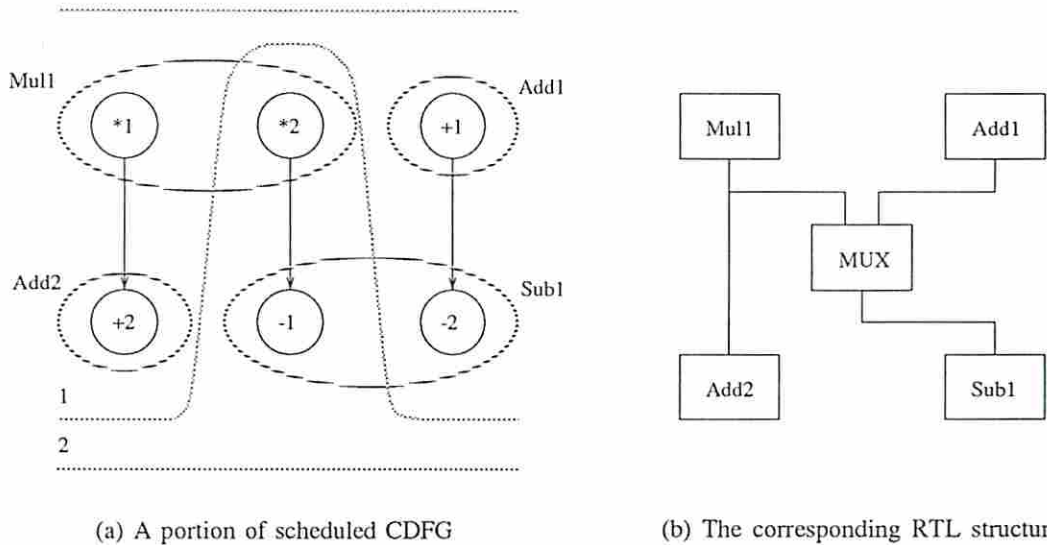 Mul1
Add1
*1
*2
+1
Add2
Sub1
+2
-1
-2
1
2
Mul1
Add1
MUX
Add2
Sub1
(a) A portion of scheduled CDFG
(b) The corresponding RTL structur